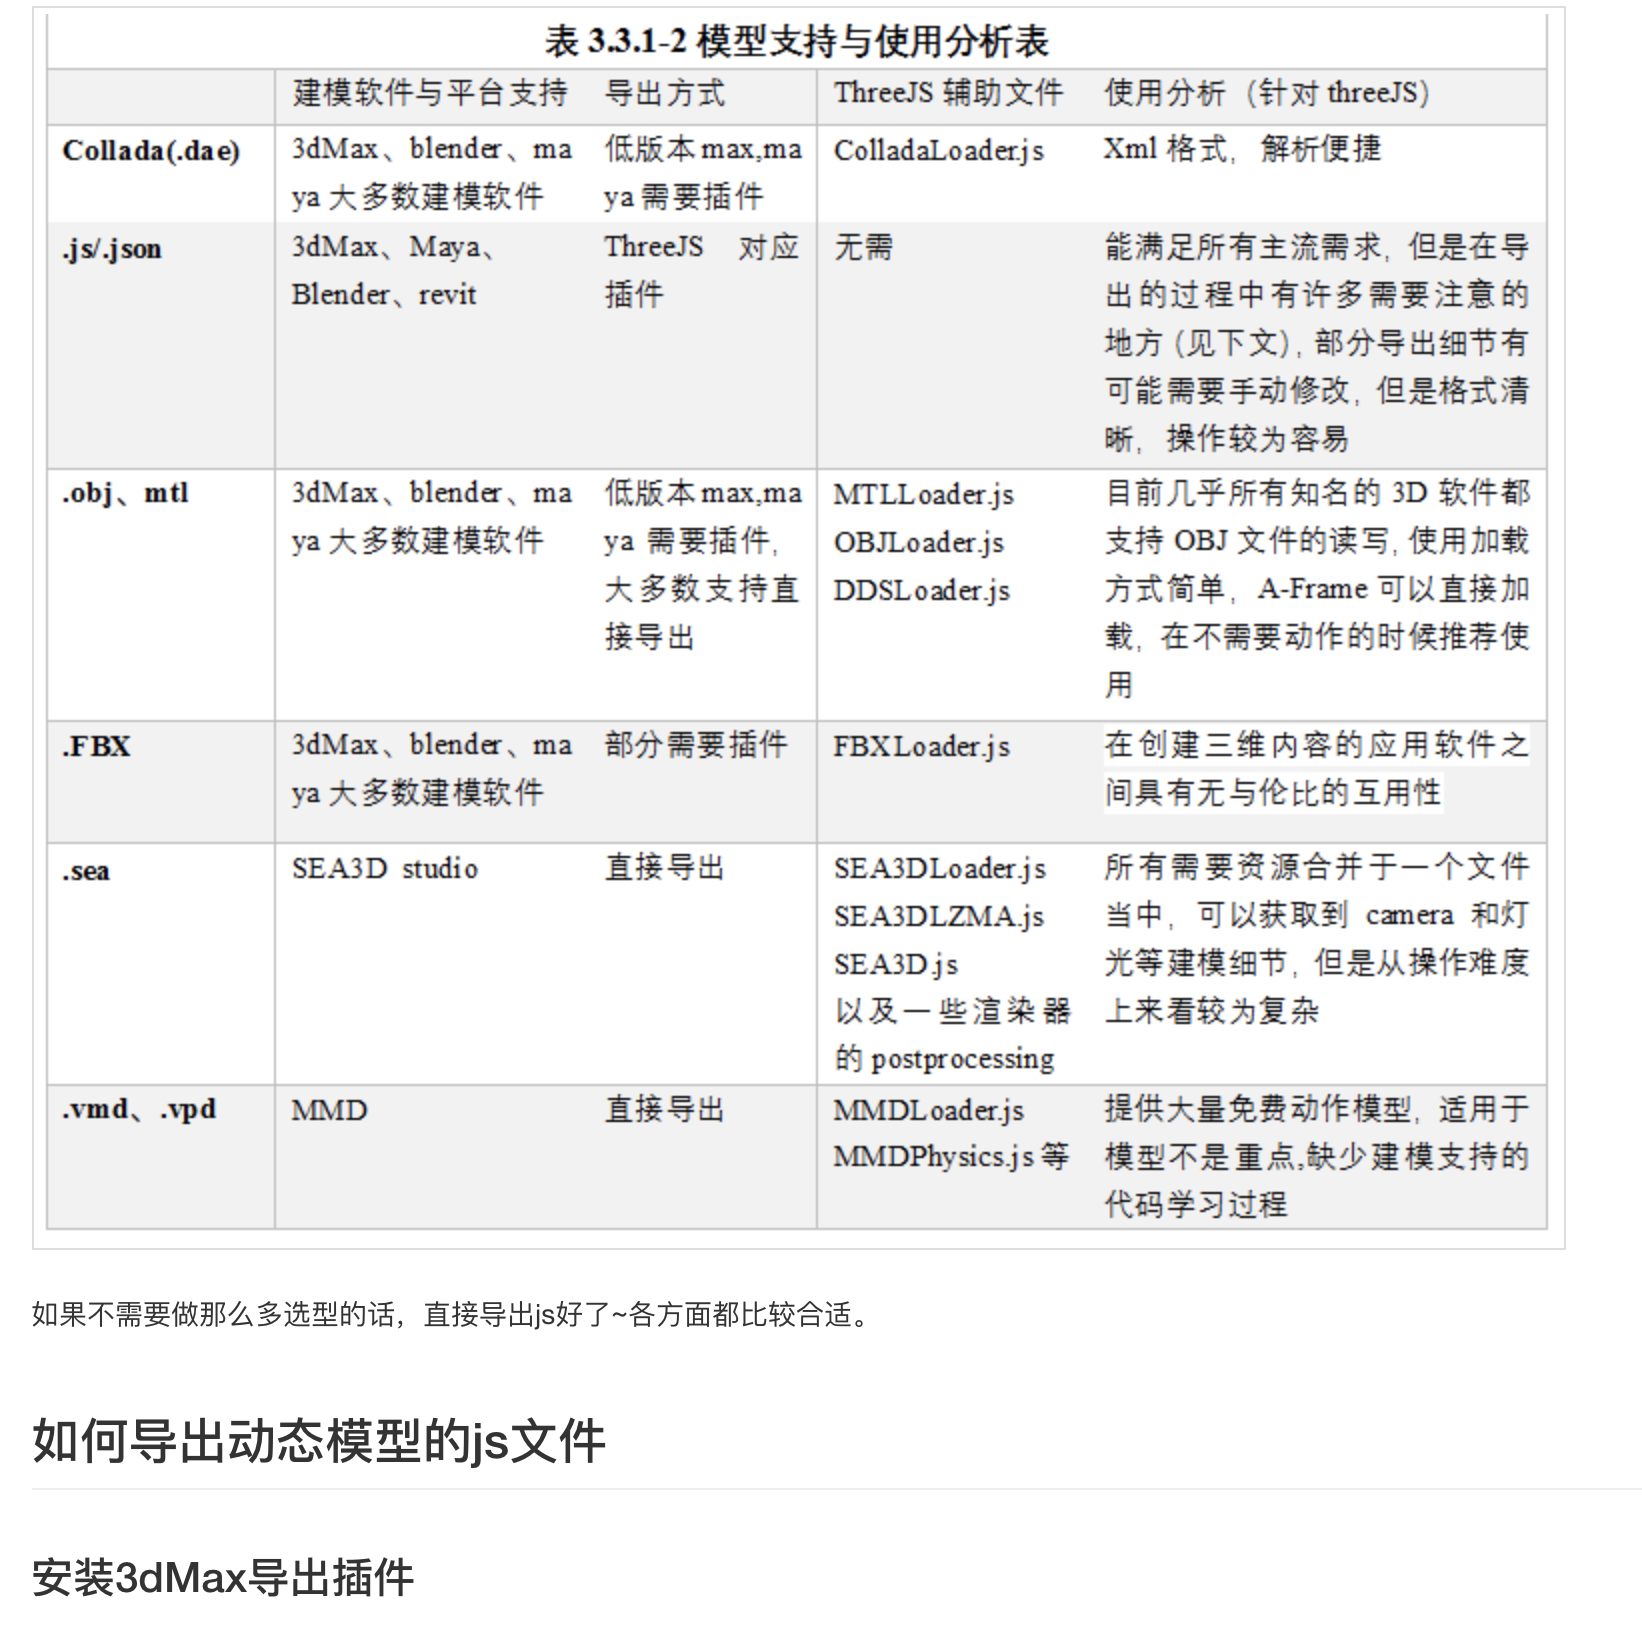 表 3.3.1-2 模型支持与使用分析表
建模软件与平台支持 导出方式 ThreeJS 辅助文件 使用分析（针对 threeJS）
Collada(.dae) 3dMax、blender、ma 低版本 max,ma ColladaLoader.js Xml 格式，解析便捷
ya 大多数建模软件 ya 需要插件
.js/.json 3dMax、Maya、 ThreeJS 对应 无需 能满足所有主流需求，但是在导
Blender、revit 插件 出的过程中有许多需要注意的
地方（见下文），部分导出细节有
可能需要手动修改，但是格式清
晰，操作较为容易
.obj、mtl 3dMax、blender、ma 低版本 max,ma MTLLoader.js 目前几乎所有知名的 3D 软件都
ya 大多数建模软件 ya 需要插件， OBJLoader.js 支持 OBJ 文件的读写，使用加载
大多数支持直 DDSLoader.js 方式简单，A-Frame 可以直接加
接导出 载，在不需要动作的时候推荐使
用
.FBX 3dMax、blender、ma 部分需要插件 FBXLoader.js 在创建三维内容的应用软件之
ya 大多数建模软件 间具有无与伦比的互用性
.sea SEA3D studio 直接导出 SEA3DLoader.js 所有需要资源合并于一个文件
SEA3DLZMA.js 当中，可以获取到 camera 和灯
SEA3D.js 光等建模细节，但是从操作难度
以及一些渲染器 上来看较为复杂
的 postprocessing
.vmd、.vpd MMD 直接导出 MMDLoader.js 提供大量免费动作模型，适用于
MMDPhysics.js 等 模型不是重点,缺少建模支持的
代码学习过程
如果不需要做那么多选型的话，直接导出js好了~各方面都比较合适。
如何导出动态模型的js文件
安装3dMax导出插件